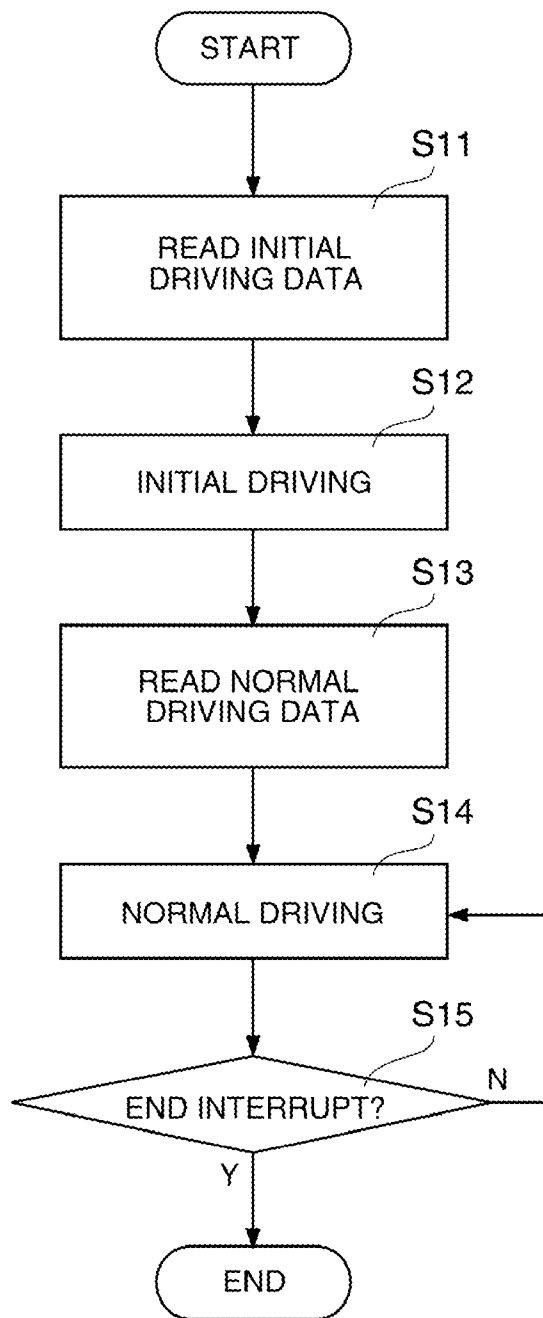 START
S11
READ INITIAL
DRIVING DATA
S12
INITIAL DRIVING
S13
READ NORMAL
DRIVING DATA
S14
NORMAL DRIVING
S15
END INTERRUPT?
N
Y
END